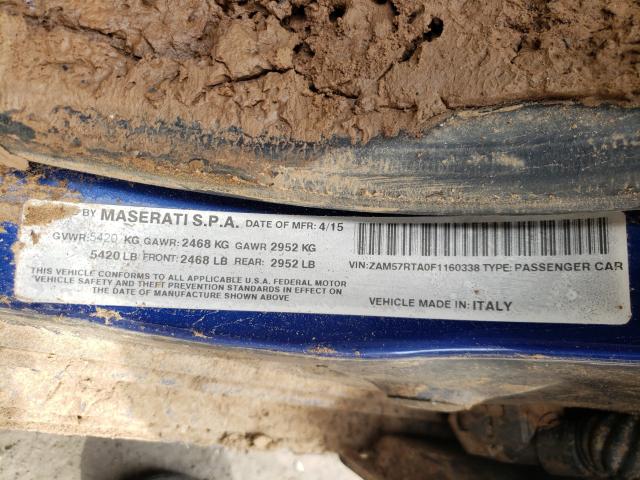 BY MASERATI S.P.A. DATE OF MFR: 4/15
GVWR:5420 KG GAWR: 2468 KG GAWR 2952 KG
5420 LB FRONT: 2468 LB REAR: 2952 LB
THIS VEHICLE CONFORMS TO ALL APPLICABLE U.S.A. FEDERAL MOTOR
VEHICLE SAFETY AND THEFT PREVENTION STANDARDS IN EFFECT ON
THE DATE OF MANUFACTURE SHOWN ABOVE
VIN:ZAM57RTA0F1160338 TYPE: PASSENGER CAR
VEHICLE MADE IN: ITALY